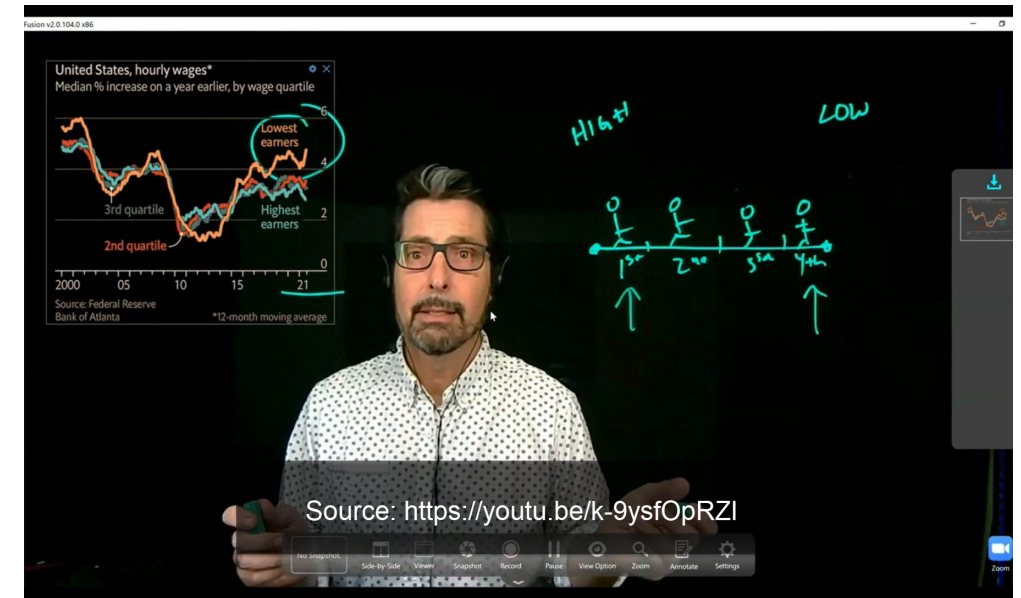 Fusion v2.0.104.0 x86
United States, hourly wages*
Median % increase on a year earlier, by wage quartile
6
Lowest
earners
4
3rd quartile
Highest
earners
2
2nd quartile
0
2000 05 10 15 21
Source: Federal Reserve
Bank of Atlanta
*12-month moving average
HIGH
LOW
1st 2nd 3rd 4th
Source: https://youtu.be/k-9ysfOpRZI
No Snapshot.
Side-by-Side Viewer Snapshot Record Pause View Option Zoom Annotate Settings
Zoom